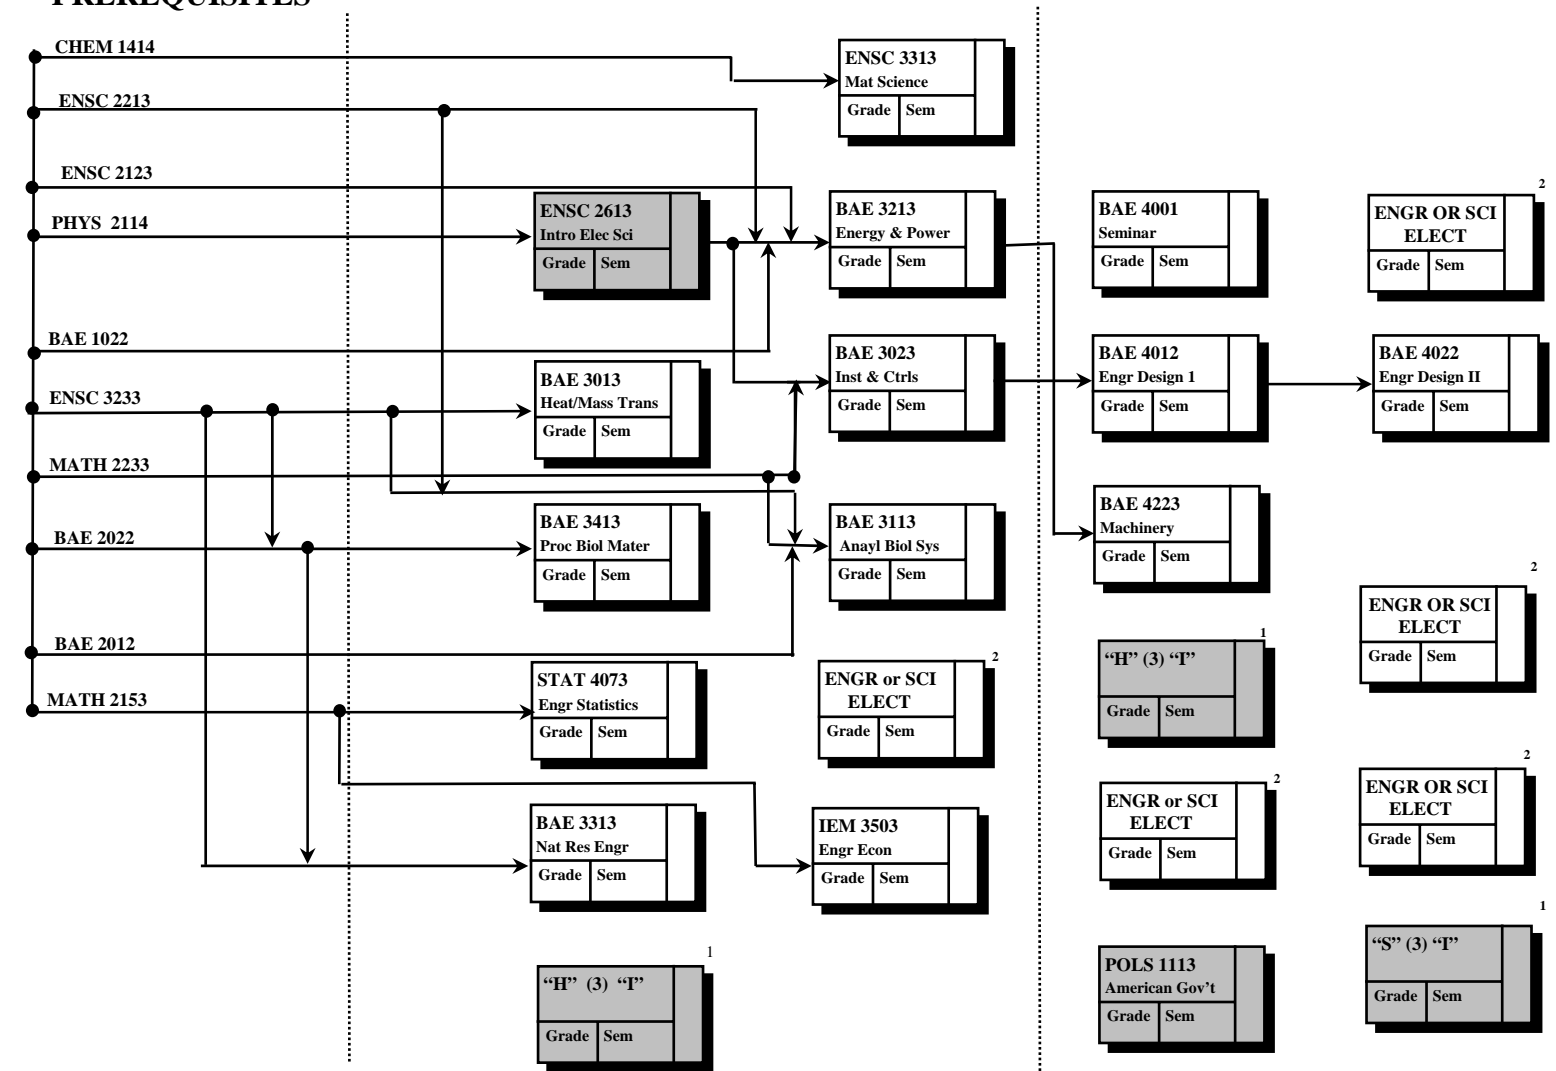 PREREQUISITES
CHEM 1414
ENSC 2213
ENSC 2123
PHYS 2114
BAE 1022
ENSC 3233
MATH 2233
BAE 2022
BAE 2012
MATH 2153
ENSC 2613
Intro Elec Sci
Grade Sem
BAE 3013
Heat/Mass Trans
Grade Sem
BAE 3413
Proc Biol Mater
Grade Sem
STAT 4073
Engr Statistics
Grade Sem
BAE 3313
Nat Res Engr
Grade Sem
1
“H” (3) “I”
Grade Sem
ENSC 3313
Mat Science
Grade Sem
BAE 3213
Energy & Power
Grade Sem
BAE 3023
Inst & Ctrls
Grade Sem
BAE 3113
Anayl Biol Sys
Grade Sem
2
ENGR or SCI
ELECT
Grade Sem
IEM 3503
Engr Econ
Grade Sem
BAE 4001
Seminar
Grade Sem
BAE 4012
Engr Design 1
Grade Sem
BAE 4223
Machinery
Grade Sem
1
“H” (3) “I”
Grade Sem
2
ENGR or SCI
ELECT
Grade Sem
POLS 1113
American Gov’t
Grade Sem
2
ENGR OR SCI
ELECT
Grade Sem
BAE 4022
Engr Design II
Grade Sem
2
ENGR OR SCI
ELECT
Grade Sem
2
ENGR OR SCI
ELECT
Grade Sem
1
“S” (3) “I”
Grade Sem